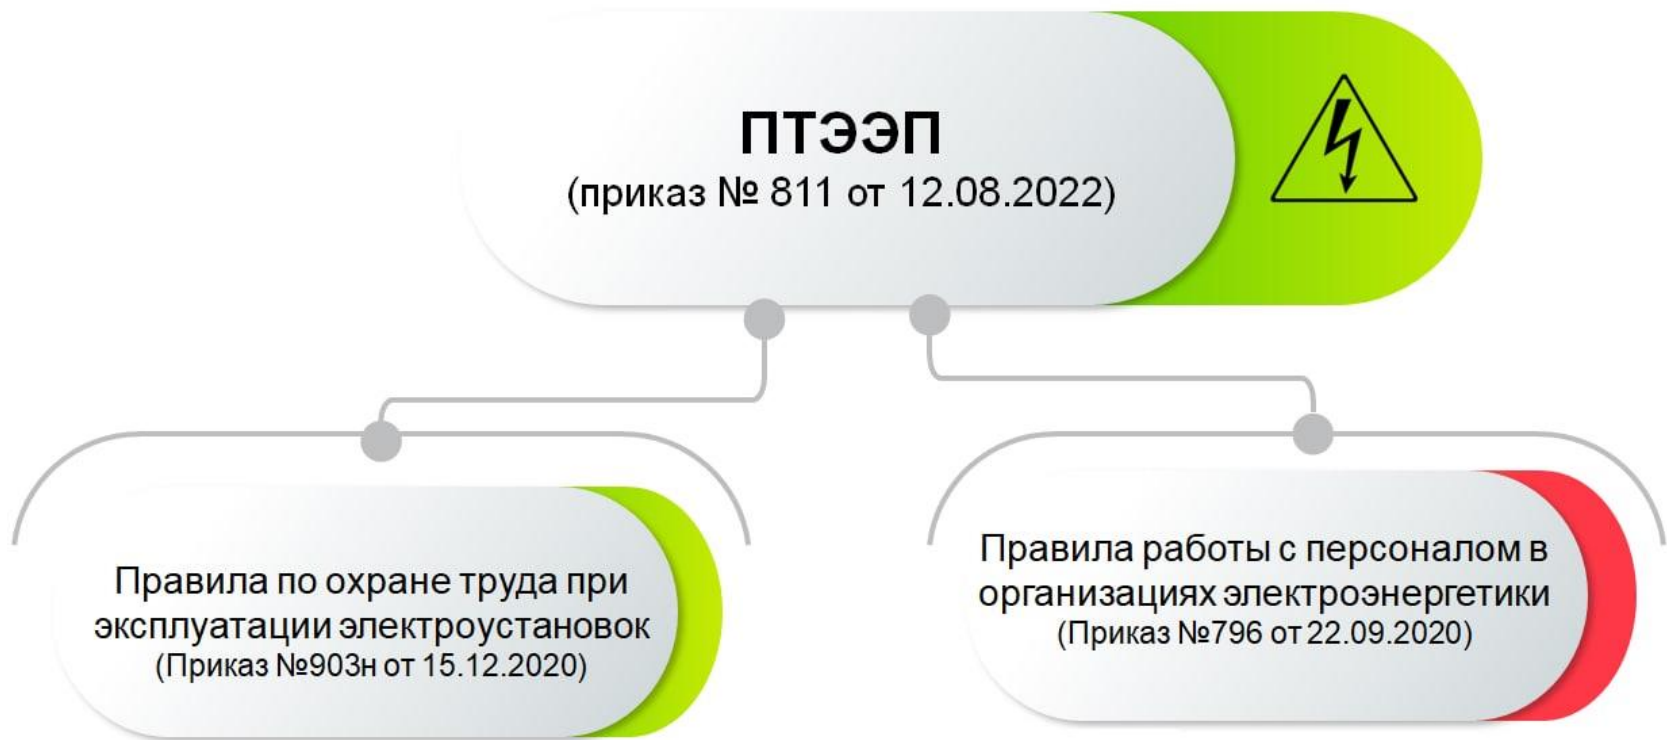 ПТЭЭП
(приказ № 811 от 12.08.2022)
Правила по охране труда при
эксплуатации электроустановок
(Приказ №903н от 15.12.2020)
Правила работы с персоналом в
организациях электроэнергетики
(Приказ №796 от 22.09.2020)